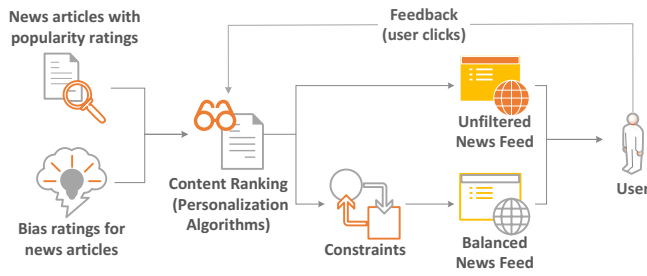 News articles with
popularity ratings
Feedback
(user clicks)
Unfiltered
News Feed
Content Ranking
(Personalization
Algorithms)
User
Bias ratings for
news articles
Constraints
Balanced
News Feed